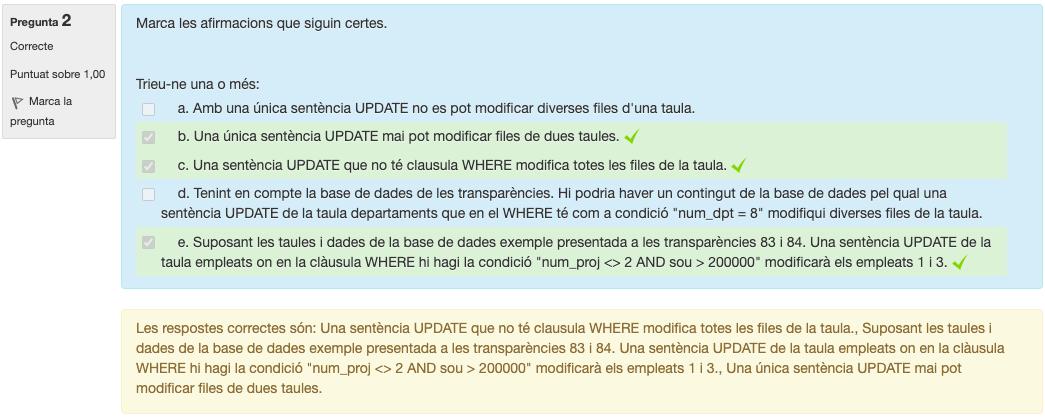 Pregunta 2
Correcte
Puntuat sobre 1,00
Marca la
pregunta
Marca les afirmacions que siguin certes.
Trieu-ne una o més:
a. Amb una única sentència UPDATE no es pot modificar diverses files d'una taula.
b. Una única sentència UPDATE mai pot modificar files de dues taules.
c. Una sentència UPDATE que no té clausula WHERE modifica totes les files de la taula.
d. Tenint en compte la base de dades de les transparències. Hi podria haver un contingut de la base de dades pel qual una
sentència UPDATE de la taula departaments que en el WHERE té com a condició "num_dpt = 8" modifiqui diverses files de la taula.
e. Suposant les taules i dades de la base de dades exemple presentada a les transparències 83 i 84. Una sentència UPDATE de la
taula empleats on en la clàusula WHERE hi hagi la condició "num_proj <> 2 AND sou > 200000" modificarà els empleats 1 i 3.
Les respostes correctes són: Una sentència UPDATE que no té clausula WHERE modifica totes les files de la taula., Suposant les taules i
dades de la base de dades exemple presentada a les transparències 83 i 84. Una sentència UPDATE de la taula empleats on en la clàusula
WHERE hi hagi la condició "num_proj <> 2 AND sou > 200000" modificarà els empleats 1 i 3., Una única sentència UPDATE mai pot
modificar files de dues taules.